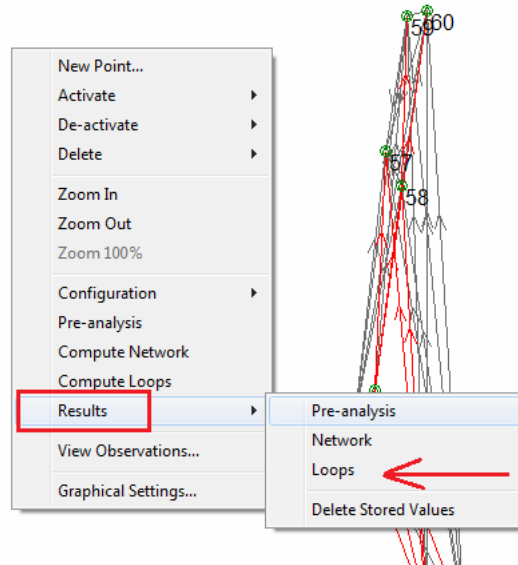 New Point...
Activate
De-activate
Delete
Zoom In
Zoom Out
Zoom 100%
Configuration
Pre-analysis
Compute Network
Compute Loops
Results
View Observations...
Graphical Settings...
Pre-analysis
Network
Loops
Delete Stored Values
59
60
57
58